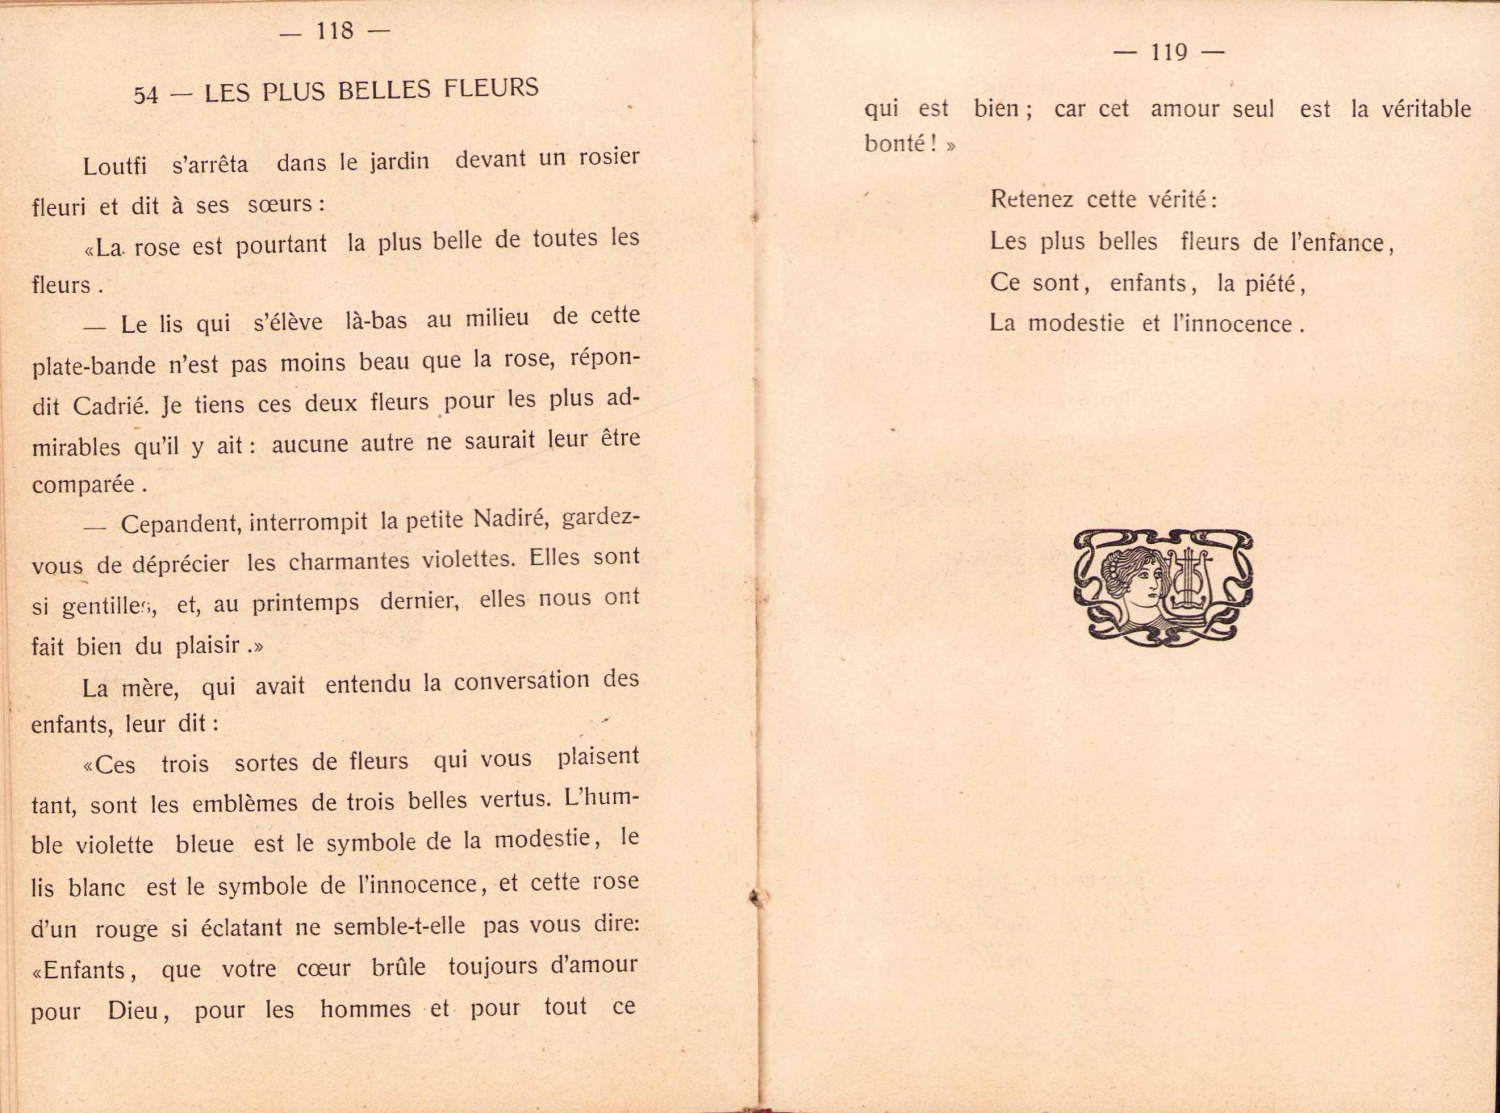 — 118 —
54 — LES PLUS BELLES FLEURS
Loutfi s'arrêta dans le jardin devant un rosier
fleuri et dit à ses sœurs :
«La rose est pourtant la plus belle de toutes les
fleurs .
— Le lis qui s'élève là-bas au milieu de cette
plate-bande n'est pas moins beau que la rose, répon-
dit Cadrié. Je tiens ces deux fleurs pour les plus ad-
mirables qu'il y ait : aucune autre ne saurait leur être
comparée .
— Cepandent, interrompit la petite Nadiré, gardez-
vous de déprécier les charmantes violettes. Elles sont
si gentilles, et, au printemps dernier, elles nous ont
fait bien du plaisir .»
La mère, qui avait entendu la conversation des
enfants, leur dit :
«Ces trois sortes de fleurs qui vous plaisent
tant, sont les emblèmes de trois belles vertus. L'hum-
ble violette bleue est le symbole de la modestie, le
lis blanc est le symbole de l'innocence, et cette rose
d'un rouge si éclatant ne semble-t-elle pas vous dire:
«Enfants, que votre cœur brûle toujours d'amour
pour Dieu, pour les hommes et pour tout ce
— 119 —
qui est bien ; car cet amour seul est la véritable
bonté ! »
Retenez cette vérité :
Les plus belles fleurs de l'enfance,
Ce sont, enfants, la piété,
La modestie et l'innocence .